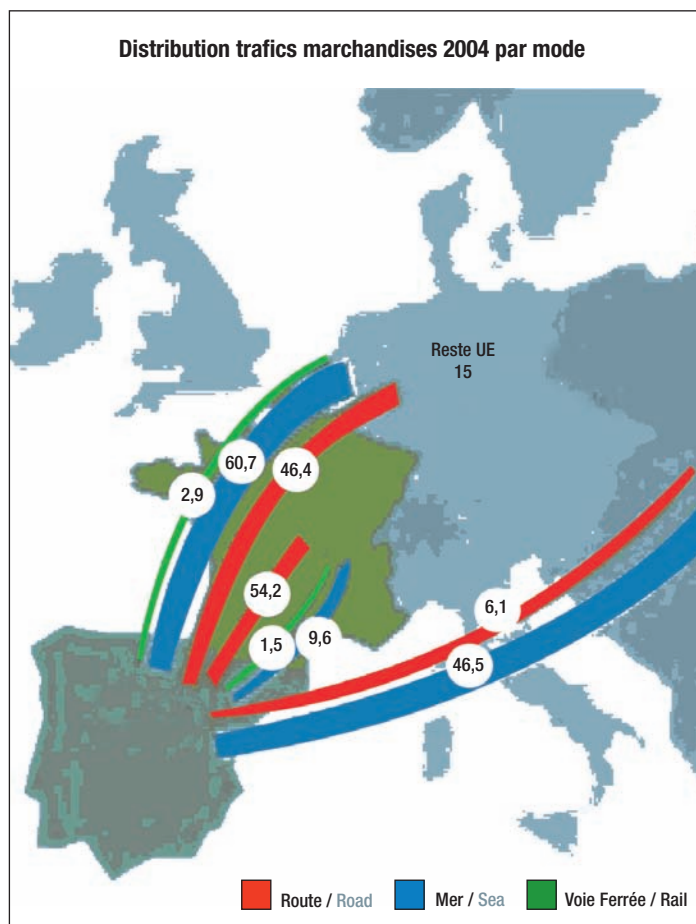 Distribution trafics marchandises 2004 par mode
Reste UE
15
60,7
46,4
2,9
54,2
1,5
9,6
6,1
46,5
Route / Road
Mer / Sea
Voie Ferrée / Rail